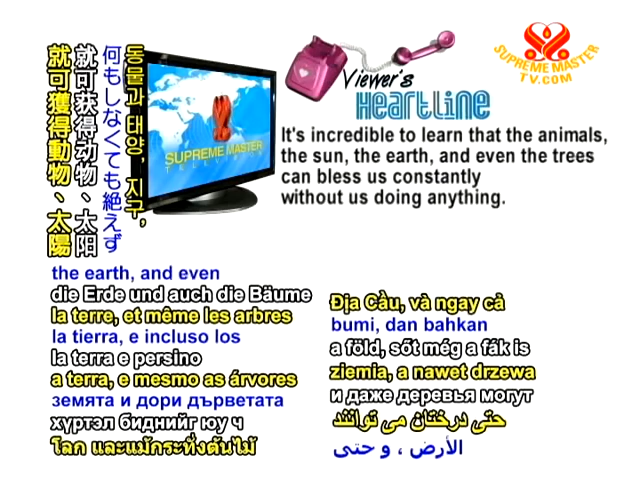 就可獲得動物、太陽
就可获得动物、太阳
何もしなくても絶えず
동물과 태양, 지구,
SUPREME MASTER
TELEVISION
Viewer's
HEARTLINE
SUPREME MASTER
TV.COM
It's incredible to learn that the animals,
the sun, the earth, and even the trees
can bless us constantly
without us doing anything.
the earth, and even
die Erde und auch die Bäume
la terre, et même les arbres
la tierra, e incluso los
la terra e persino
a terra, e mesmo as árvores
земята и дори дърветата
хүртэл биднийг юу ч
โลก และแม้กระทั่งต้นไม้
Địa Cầu, và ngay cả
bumi, dan bahkan
a föld, sőt még a fák is
ziemia, a nawet drzewa
и даже деревья могут
حتی درختان می توانند
الأرض ، و حتى